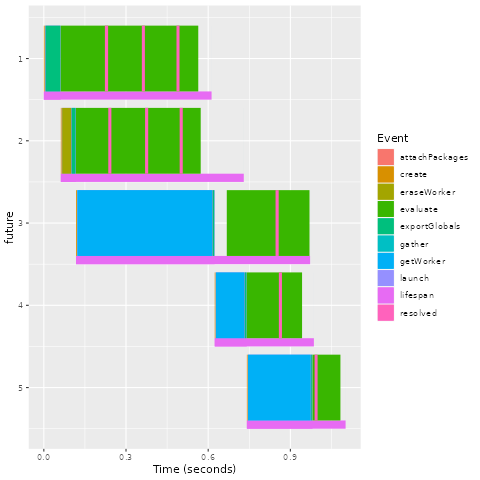 1
2
3
4
5
future
0.0 0.3 0.6 0.9
Time (seconds)
Event
attachPackages
create
eraseWorker
evaluate
exportGlobals
gather
getWorker
launch
lifespan
resolved